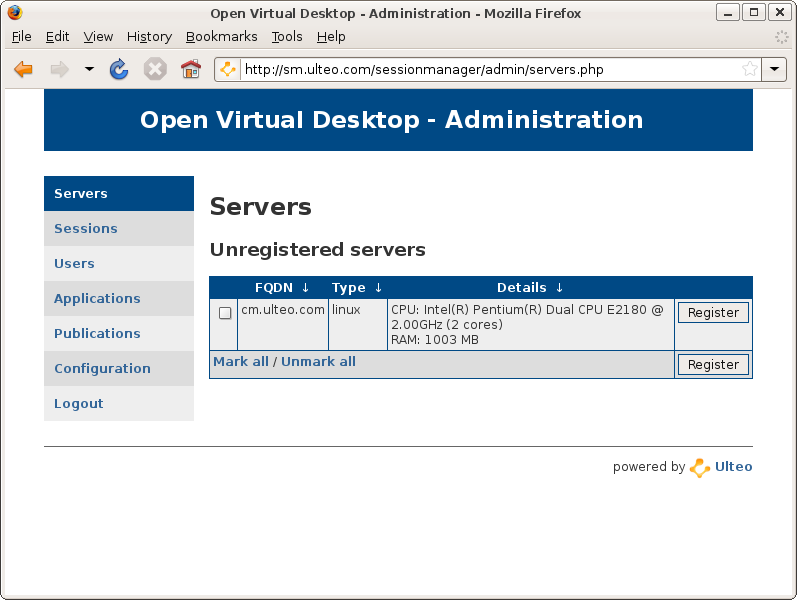 Open Virtual Desktop - Administration - Mozilla Firefox
File Edit View History Bookmarks Tools Help
http://sm.ulteo.com/sessionmanager/admin/servers.php
Open Virtual Desktop - Administration
Servers
Sessions
Users
Applications
Publications
Configuration
Logout
Servers
Unregistered servers
FQDN ↓ Type ↓ Details ↓
cm.ulteo.com linux CPU: Intel(R) Pentium(R) Dual CPU E2180 @ Register
2.00GHz (2 cores)
RAM: 1003 MB
Mark all / Unmark all Register
powered by Ulteo